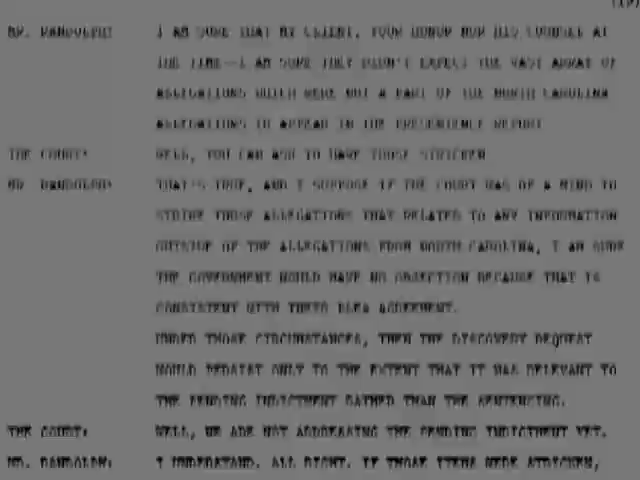 (19)
MR. RANDOLPH: I AM SURE THAT MY CLIENT, YOUR HONOR NOR HIS COUNSEL AT
THE TIME--I AM SURE THEY DIDN'T EXPECT THE VAST ARRAY OF
ALLEGATIONS WHICH WERE NOT A PART OF THE NORTH CAROLINA
ALLEGATIONS TO APPEAR IN THE PRESENTENCE REPORT
THE COURT: WELL, YOU CAN ASK TO HAVE THOSE STRICKEN
MR. RANDOLPH: THAT'S TRUE, AND I SUPPOSE IF THE COURT WAS OF A MIND TO
STRIKE THOSE ALLEGATIONS THAT RELATED TO ANY INFORMATION
OUTSIDE OF THE ALLEGATIONS FROM NORTH CAROLINA, I AM SURE
THE GOVERNMENT WOULD HAVE NO OBJECTION BECAUSE THAT IS
CONSISTENT WITH THEIR PLEA AGREEMENT.
UNDER THOSE CIRCUMSTANCES, THEN THE DISCOVERY REQUEST
WOULD PERSIST ONLY TO THE EXTENT THAT IT WAS RELEVANT TO
THE PENDING INDICTMENT RATHER THAN THE SENTENCING.
THE COURT: WELL, WE ARE NOT ADDRESSING THE PENDING INDICTMENT YET.
MR. RANDOLPH: I UNDERSTAND. ALL RIGHT. IF THOSE ITEMS WERE STRICKEN,